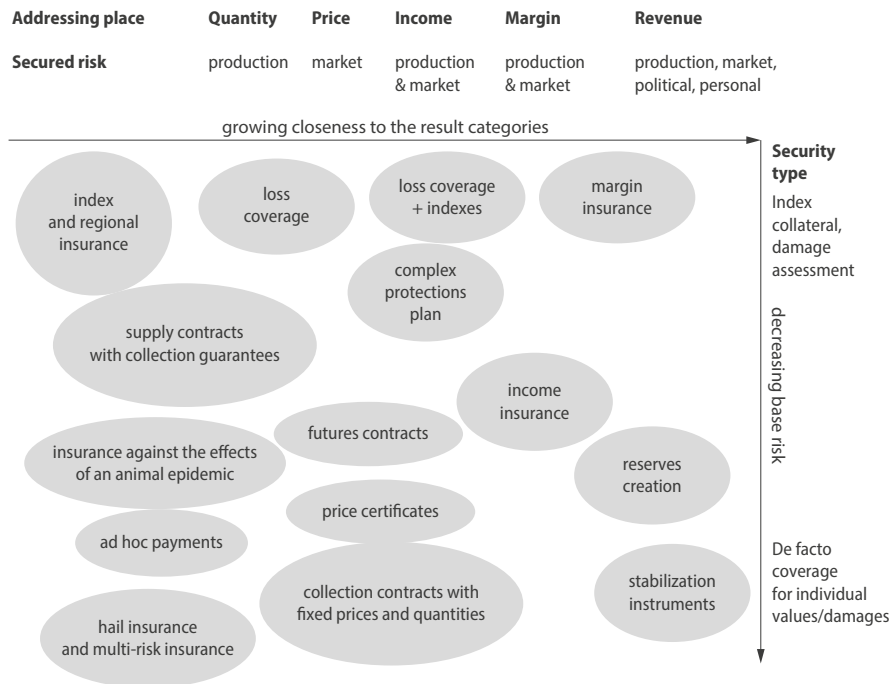 Addressing place Quantity Price Income Margin Revenue
Secured risk production market production production production, market,
& market & market political, personal
growing closeness to the result categories
Security
type
Index
collateral,
damage
assessment
index
and regional
insurance
loss
coverage
loss coverage
+ indexes
margin
insurance
complex
protections
plan
supply contracts
with collection guarantees
decreasing base risk
income
insurance
futures contracts
insurance against the effects
of an animal epidemic
reserves
creation
price certificates
ad hoc payments
collection contracts with
fixed prices and quantities
stabilization
instruments
De facto
coverage
for individual
values/damages
hail insurance
and multi-risk insurance